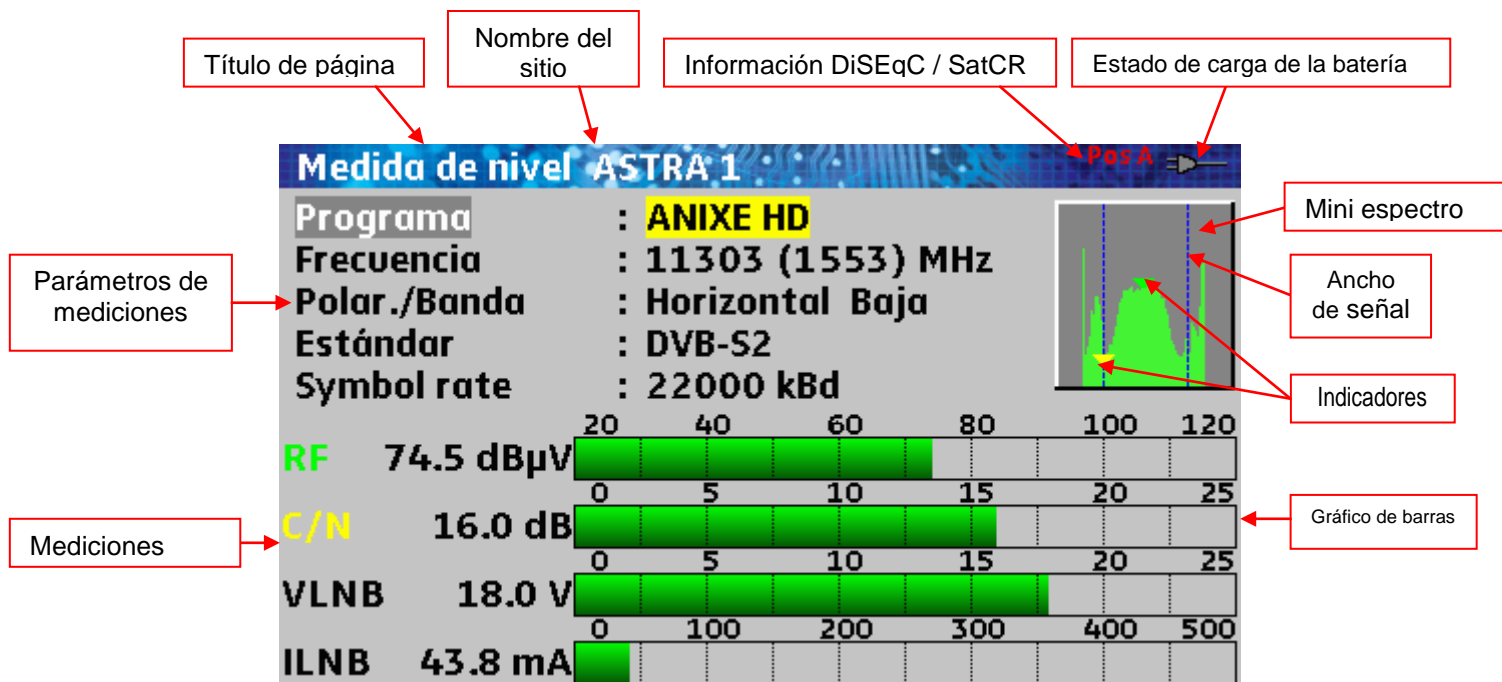 Título de página
Nombre del
sitio
Información DiSEqC / SatCR
Estado de carga de la batería
Medida de nivel ASTRA 1
Pos A
Programa : ANIXE HD
Frecuencia : 11303 (1553) MHz
Polar./Banda : Horizontal Baja
Estándar : DVB-S2
Symbol rate : 22000 kBd
Mini espectro
Ancho
de señal
Indicadores
Parámetros de
mediciones
20 40 60 80 100 120
RF 74.5 dBµV
0 5 10 15 20 25
C/N 16.0 dB
0 5 10 15 20 25
VLNB 18.0 V
0 100 200 300 400 500
ILNB 43.8 mA
Mediciones
Gráfico de barras